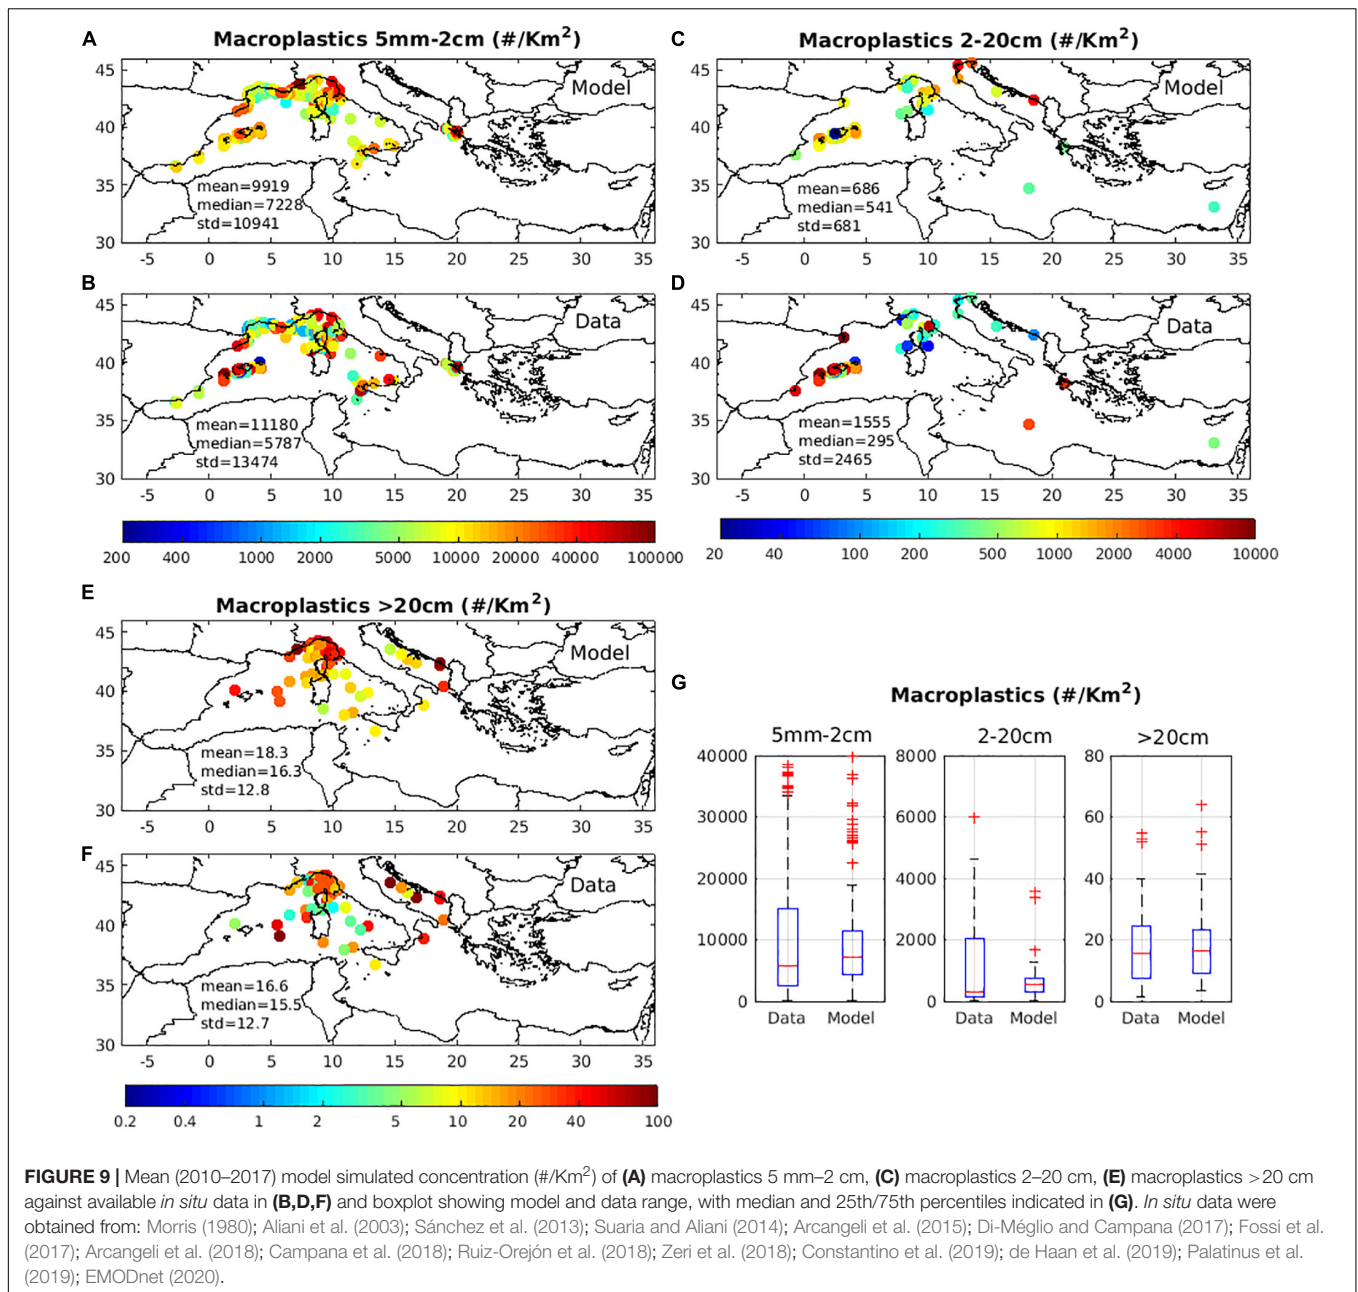 A
Macroplastics 5mm-2cm (#/Km²)
45
40
35
30
Model
mean=9919
median=7228
std=10941
-5 0 5 10 15 20 25 30 35
B
45
40
35
30
Data
mean=11180
median=5787
std=13474
-5 0 5 10 15 20 25 30 35
200 400 1000 2000 5000 10000 20000 40000 100000
C
Macroplastics 2-20cm (#/Km²)
45
40
35
30
Model
mean=686
median=541
std=681
-5 0 5 10 15 20 25 30 35
D
45
40
35
30
Data
mean=1555
median=295
std=2465
-5 0 5 10 15 20 25 30 35
20 40 100 200 500 1000 2000 4000 10000
E
Macroplastics >20cm (#/Km²)
45
40
35
30
Model
mean=18.3
median=16.3
std=12.8
-5 0 5 10 15 20 25 30 35
F
45
40
35
30
Data
mean=16.6
median=15.5
std=12.7
-5 0 5 10 15 20 25 30 35
0.2 0.4 1 2 5 10 20 40 100
G
Macroplastics (#/Km²)
5mm-2cm
40000
30000
20000
10000
0
Data Model
2-20cm
8000
6000
4000
2000
0
Data Model
>20cm
80
60
40
20
0
Data Model
FIGURE 9 | Mean (2010–2017) model simulated concentration (#/Km²) of (A) macroplastics 5 mm–2 cm, (C) macroplastics 2–20 cm, (E) macroplastics >20 cm
against available in situ data in (B,D,F) and boxplot showing model and data range, with median and 25th/75th percentiles indicated in (G). In situ data were
obtained from: Morris (1980); Aliani et al. (2003); Sánchez et al. (2013); Suaria and Aliani (2014); Arcangeli et al. (2015); Di-Méglio and Campana (2017); Fossi et al.
(2017); Arcangeli et al. (2018); Campana et al. (2018); Ruiz-Orejón et al. (2018); Zeri et al. (2018); Constantino et al. (2019); de Haan et al. (2019); Palatinus et al.
(2019); EMODnet (2020).